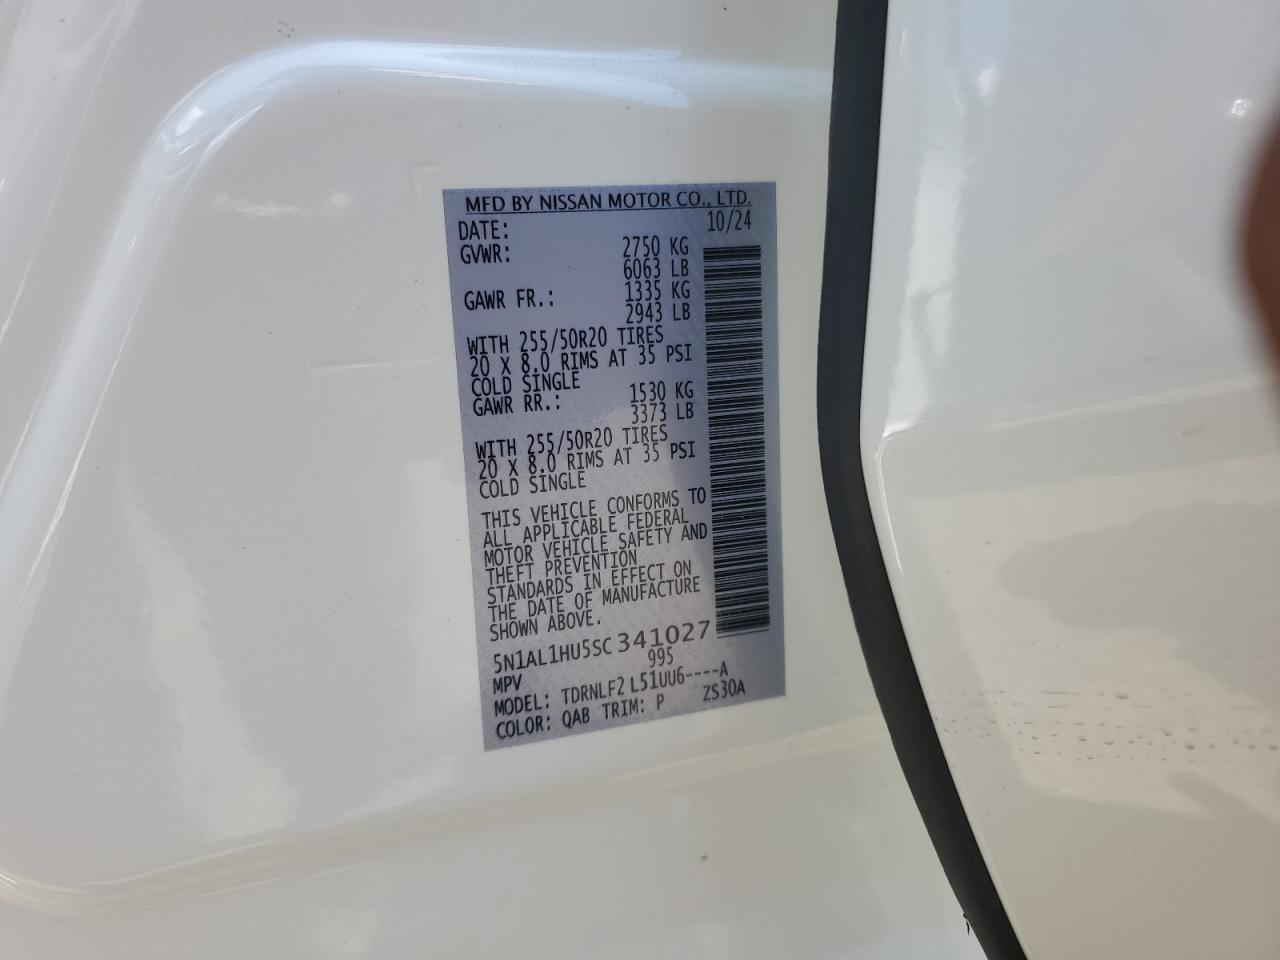 MFD BY NISSAN MOTOR CO., LTD.
DATE: 10/24
GVWR: 2750 KG
6063 LB
GAWR FR.: 1335 KG
2943 LB
WITH 255/50R20 TIRES
20 X 8.0 RIMS AT 35 PSI
COLD SINGLE
GAWR RR.: 1530 KG
3373 LB
WITH 255/50R20 TIRES
20 X 8.0 RIMS AT 35 PSI
COLD SINGLE
THIS VEHICLE CONFORMS TO
ALL APPLICABLE FEDERAL
MOTOR VEHICLE SAFETY AND
THEFT PREVENTION
STANDARDS IN EFFECT ON
THE DATE OF MANUFACTURE
SHOWN ABOVE.
5N1AL1HU5SC341027
MPV 995
MODEL: TDRNLF2 L51UU6----A
COLOR: QAB TRIM: P ZS30A